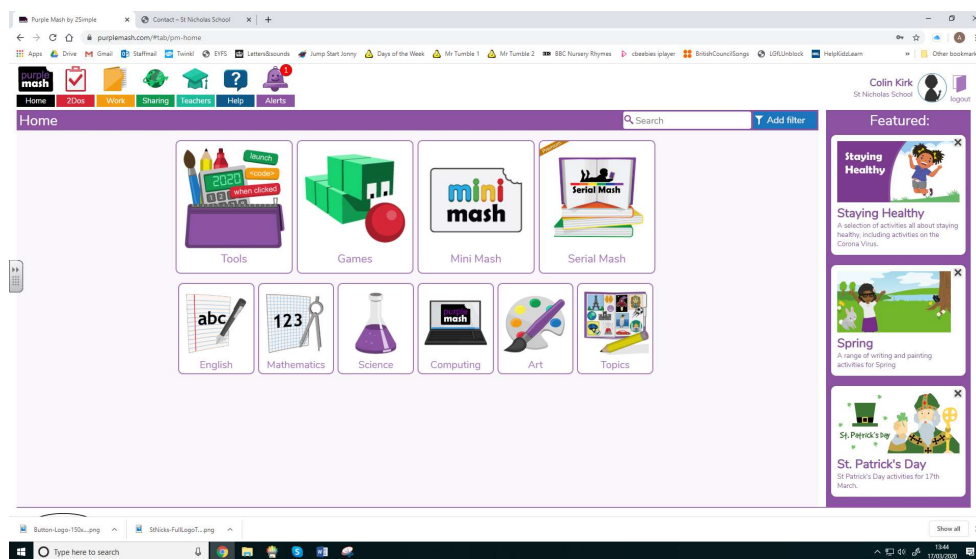 Purple Mash by 2Simple
Contact – St Nicholas School
purplemash.com/#tab/pm-home
Apps Drive Gmail Staffmail Twinkl EYFS Letters&sounds Jump Start Jonny Days of the Week Mr Tumble 1 Mr Tumble 2 BBC Nursery Rhymes cbeebies iplayer BritishCouncilSongs LGfLUnblock HelpKidzLearn » Other bookmark
purple
mash
1
Home 2Dos Work Sharing Teachers Help Alerts
Colin Kirk
St Nicholas School
logout
Home
Search
Add filter
launch
2020
<code>
when clicked
Tools
Games
mini
mash
Mini Mash
Serial Mash
Serial Mash
abc
English
123
Mathematics
Science
purple
mash
Computing
Art
Topics
Featured:
Staying
Healthy
Staying Healthy
A selection of activities all about staying
healthy, including activities on the
Corona Virus.
Spring
A range of writing and painting
activities for Spring
St. Patrick's Day
St. Patrick's Day
St Patrick's Day activities for 17th
March.
Button-Logo-150x....png
StNicks-FullLogoT....png
Show all
Type here to search
13:44
17/03/2020